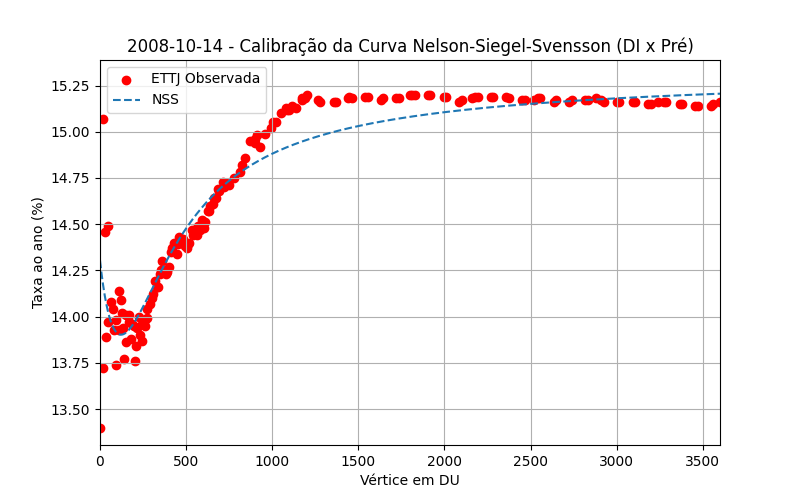 2008-10-14 - Calibração da Curva Nelson-Siegel-Svensson (DI x Pré)
ETTJ Observada
NSS
Taxa ao ano (%)
15.25
15.00
14.75
14.50
14.25
14.00
13.75
13.50
0 500 1000 1500 2000 2500 3000 3500
Vértice em DU